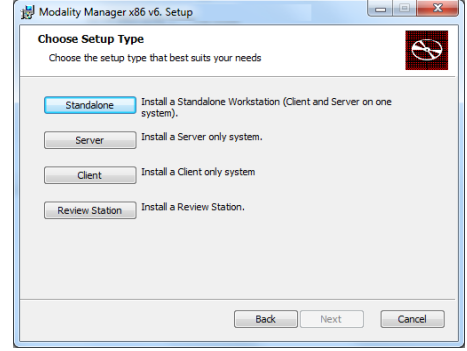 Modality Manager x86 v6. Setup
Choose Setup Type
Choose the setup type that best suits your needs
Standalone
Install a Standalone Workstation (Client and Server on one
system).
Server
Install a Server only system.
Client
Install a Client only system
Review Station
Install a Review Station.
Back
Next
Cancel